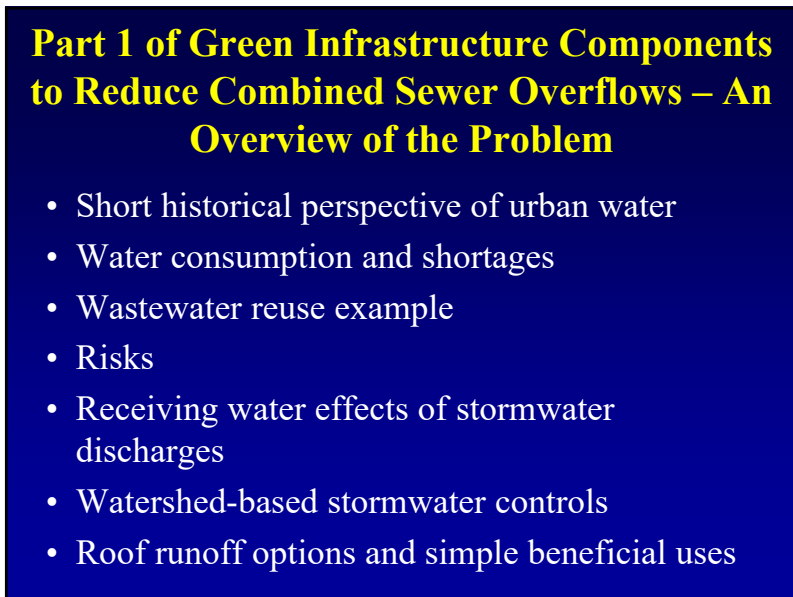 Part 1 of Green Infrastructure Components
to Reduce Combined Sewer Overflows – An
Overview of the Problem
• Short historical perspective of urban water
• Water consumption and shortages
• Wastewater reuse example
• Risks
• Receiving water effects of stormwater
discharges
• Watershed-based stormwater controls
• Roof runoff options and simple beneficial uses